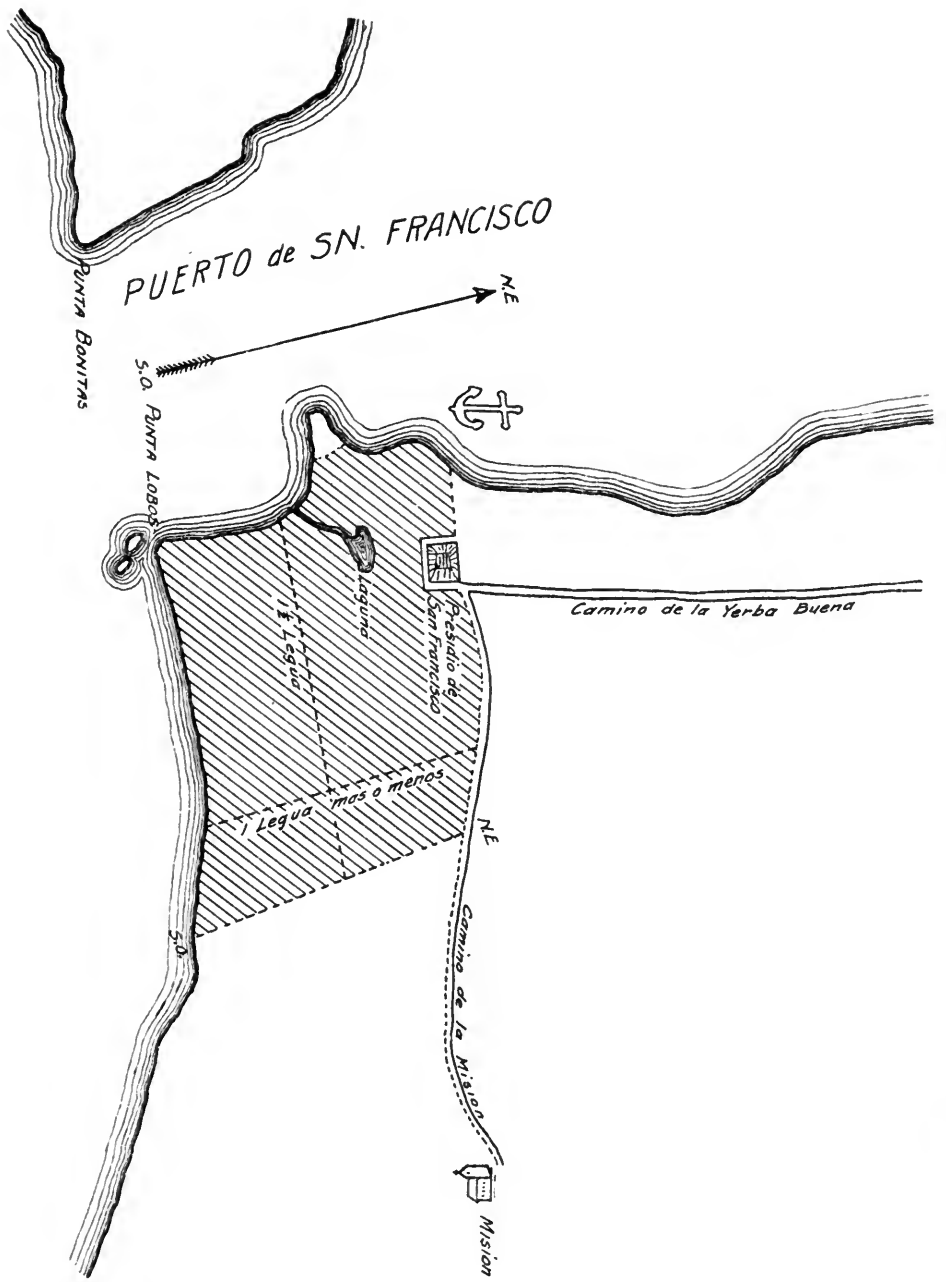 PUERTO de SN. FRANCISCO
N.E
S.O.
PUNTA BONITAS
PUNTA LOBOS
Camino de la Yerba Buena
Presidio de
San Francisco
Laguna
1 Legua mas o menos
N.E
S.O.
Camino de la Mision
Mision